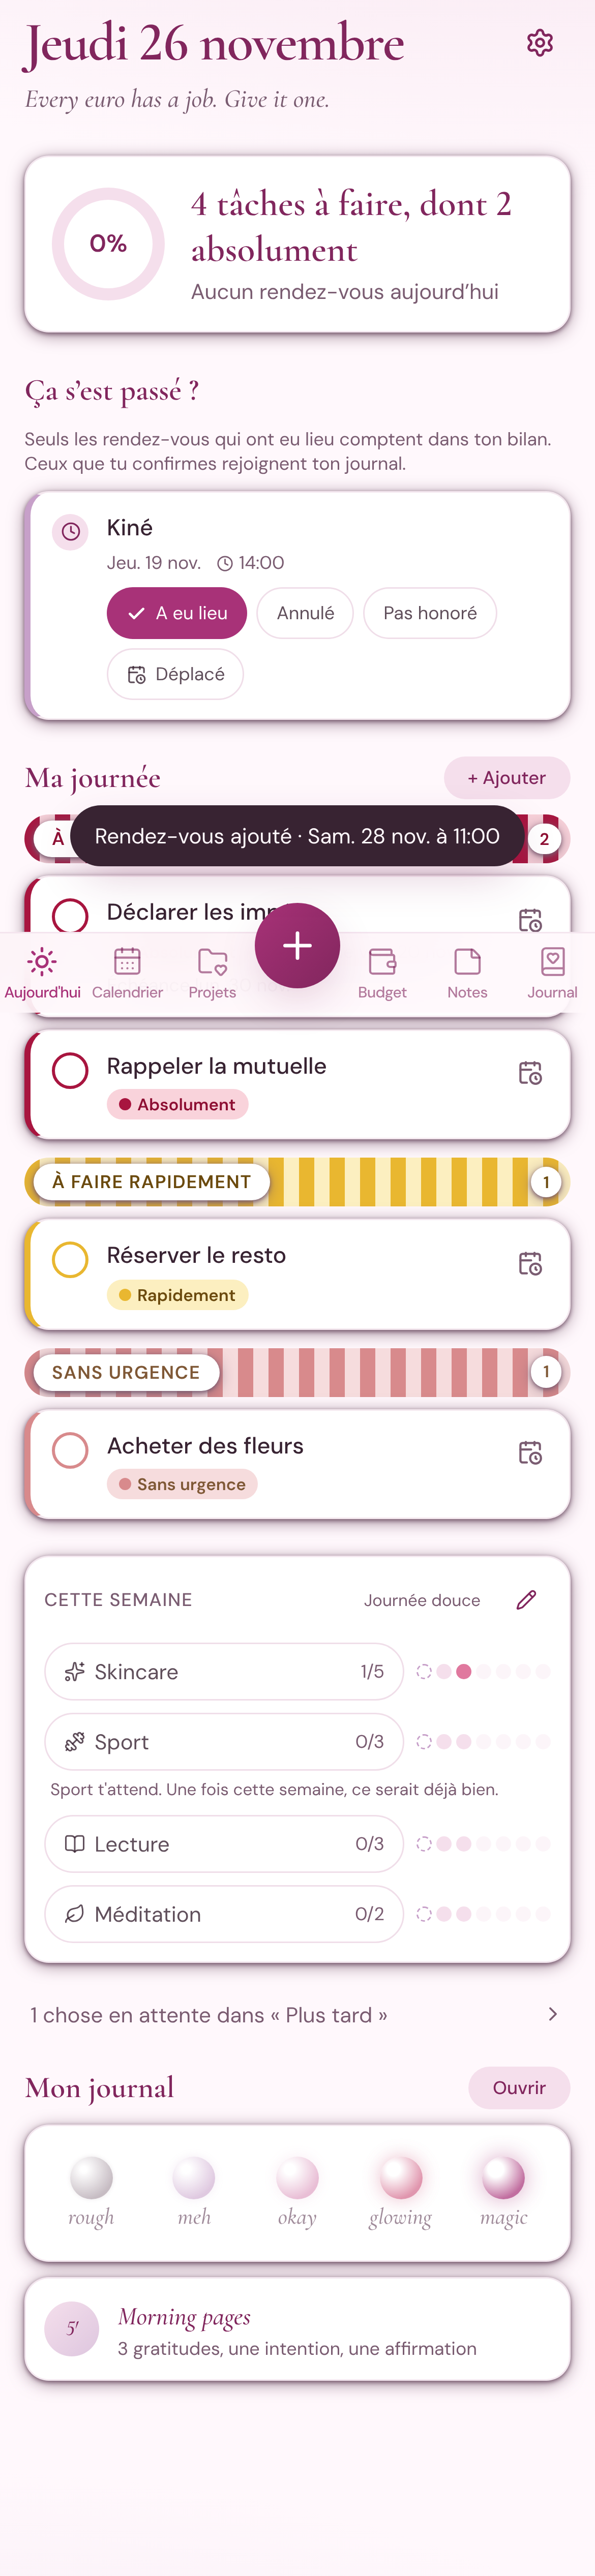 Jeudi 26 novembre
Every euro has a job. Give it one.
0%
4 tâches à faire, dont 2
absolument
Aucun rendez-vous aujourd’hui
Ça s’est passé ?
Seuls les rendez-vous qui ont eu lieu comptent dans ton bilan.
Ceux que tu confirmes rejoignent ton journal.
Kiné
Jeu. 19 nov. 14:00
A eu lieu
Annulé
Pas honoré
Déplacé
Ma journée
+ Ajouter
À
Rendez-vous ajouté · Sam. 28 nov. à 11:00
2
Déclarer les
Aujourd'hui
Calendrier
Projets
Budget
Notes
Journal
Rappeler la mutuelle
Absolument
À FAIRE RAPIDEMENT
1
Réserver le resto
Rapidement
SANS URGENCE
1
Acheter des fleurs
Sans urgence
CETTE SEMAINE
Journée douce
Skincare 1/5
Sport 0/3
Sport t'attend. Une fois cette semaine, ce serait déjà bien.
Lecture 0/3
Méditation 0/2
1 chose en attente dans « Plus tard »
Mon journal
Ouvrir
rough
meh
okay
glowing
magic
5'
Morning pages
3 gratitudes, une intention, une affirmation